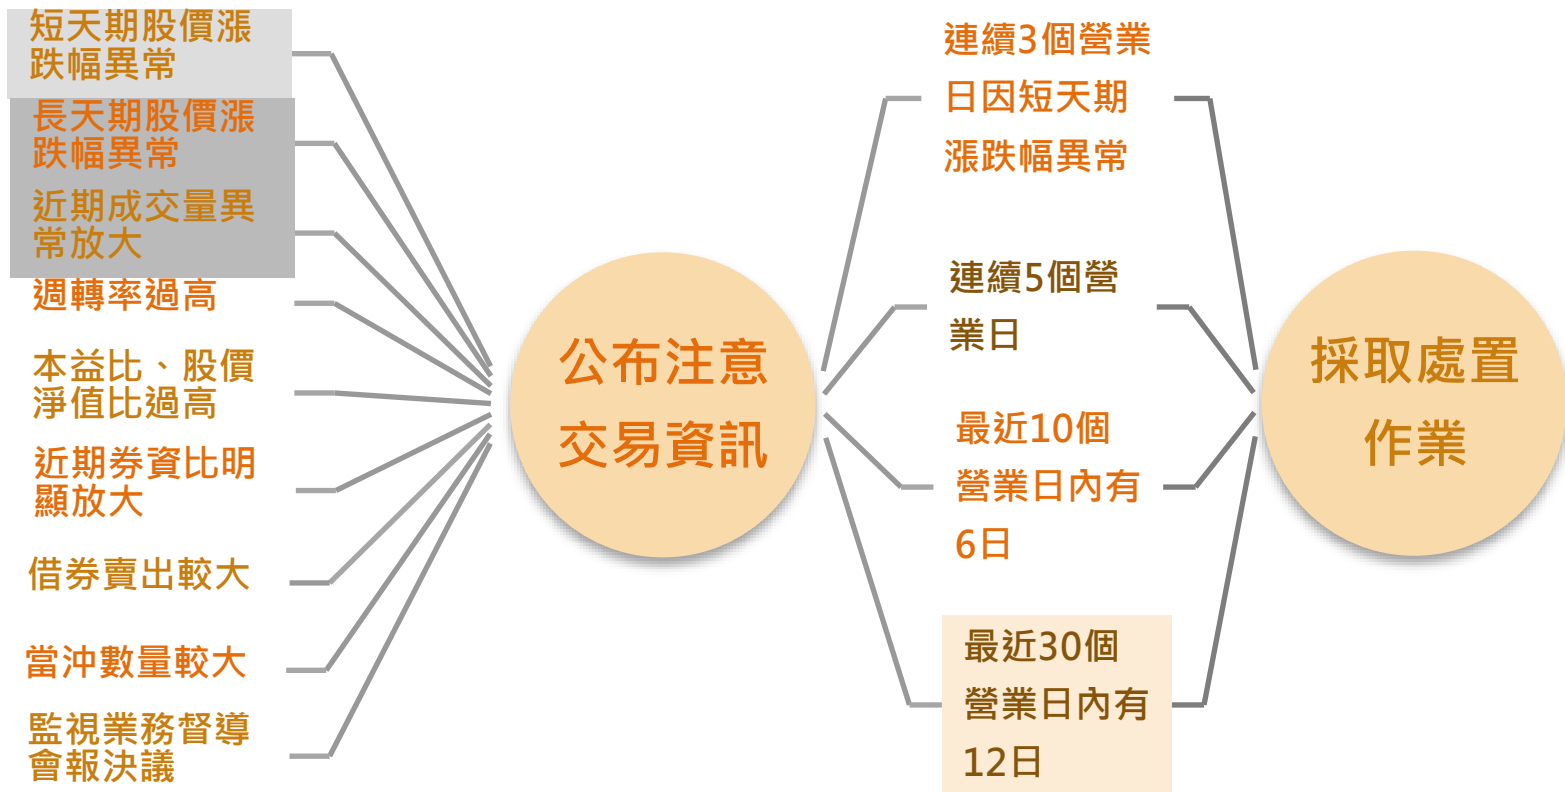 短天期股價漲
跌幅異常
長天期股價漲
跌幅異常
近期成交量異
常放大
週轉率過高
本益比、股價
淨值比過高
近期券資比明
顯放大
借券賣出較大
當沖數量較大
監視業務督導
會報決議
公布注意
交易資訊
連續3個營業
日因短天期
漲跌幅異常
連續5個營
業日
最近10個
營業日內有
6日
最近30個
營業日內有
12日
採取處置
作業